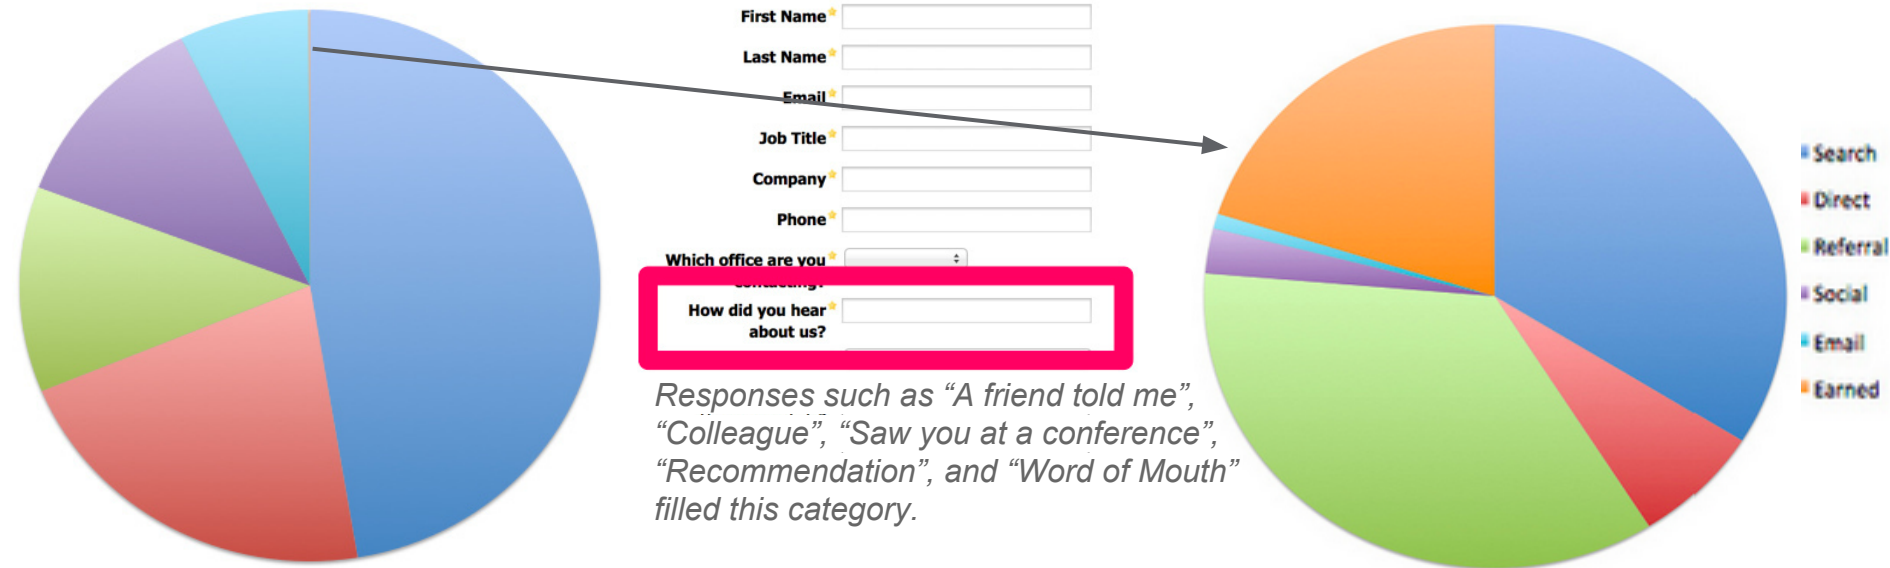 First Name
Last Name
Email
Job Title
Company
Phone
Which office are you
contacting?
How did you hear
about us?
Responses such as “A friend told me”,
“Colleague”, “Saw you at a conference”,
“Recommendation”, and “Word of Mouth”
filled this category.
Search
Direct
Referral
Social
Email
Earned